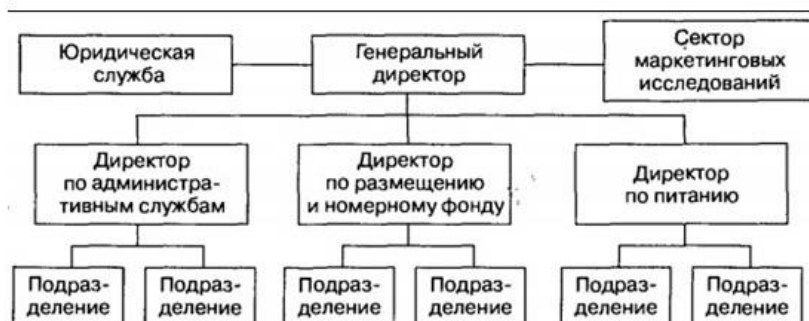 Юридическая
служба
Генеральный
директор
Сектор
маркетинговых
исследований
Директор
по администра-
тивным службам
Директор
по размещению
и номерному фонду
Директор
по питанию
Подраз-
деление
Подраз-
деление
Подраз-
деление
Подраз-
деление
Подраз-
деление
Подраз-
деление